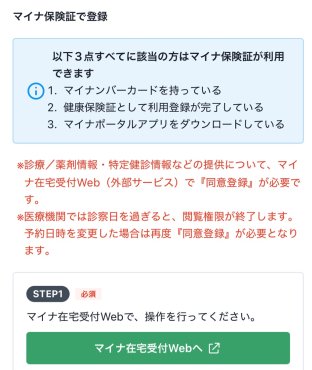 マイナ保険証で登録
以下３点すべてに該当の方はマイナ保険証が利用
できます
1. マイナンバーカードを持っている
2. 健康保険証として利用登録が完了している
3. マイナポータルアプリをダウンロードしている
※診療／薬剤情報・特定健診情報などの提供について、マイ
ナ在宅受付Web（外部サービス）で『同意登録』が必要で
す。
※医療機関では診察日を過ぎると、閲覧権限が終了します。
予約日時を変更した場合は再度『同意登録』が必要となり
ます。
STEP1 必須
マイナ在宅受付Webで、操作を行ってください。
マイナ在宅受付Webへ